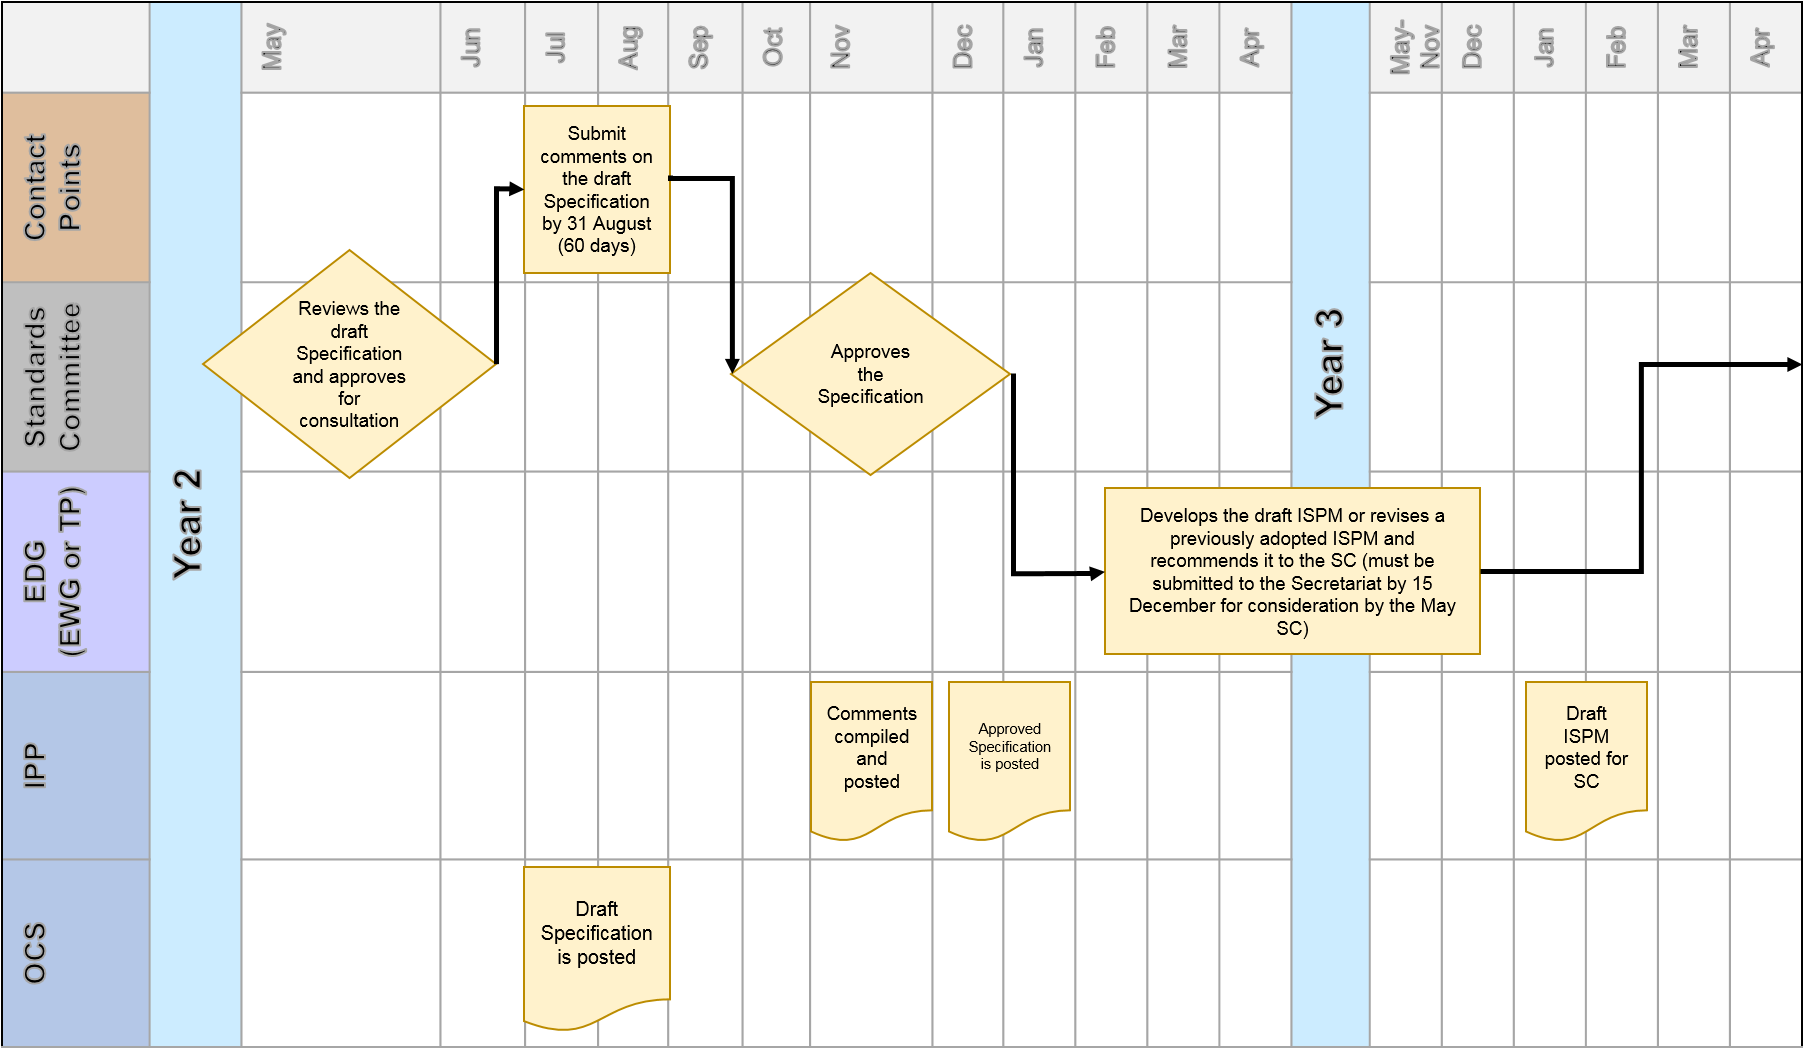 May
Jun
Jul
Aug
Sep
Oct
Nov
Dec
Jan
Feb
Mar
Apr
May-
Nov
Dec
Jan
Feb
Mar
Apr
Contact
Points
Submit
comments on
the draft
Specification
by 31 August
(60 days)
Standards
Committee
Year 2
Reviews the
draft
Specification
and approves
for
consultation
Approves
the
Specification
Year 3
EDG
(EWG or TP)
Develops the draft ISPM or revises a
previously adopted ISPM and
recommends it to the SC (must be
submitted to the Secretariat by 15
December for consideration by the May
SC)
IPP
Comments
compiled
and
posted
Approved
Specification
is posted
Draft
ISPM
posted for
SC
OCS
Draft
Specification
is posted